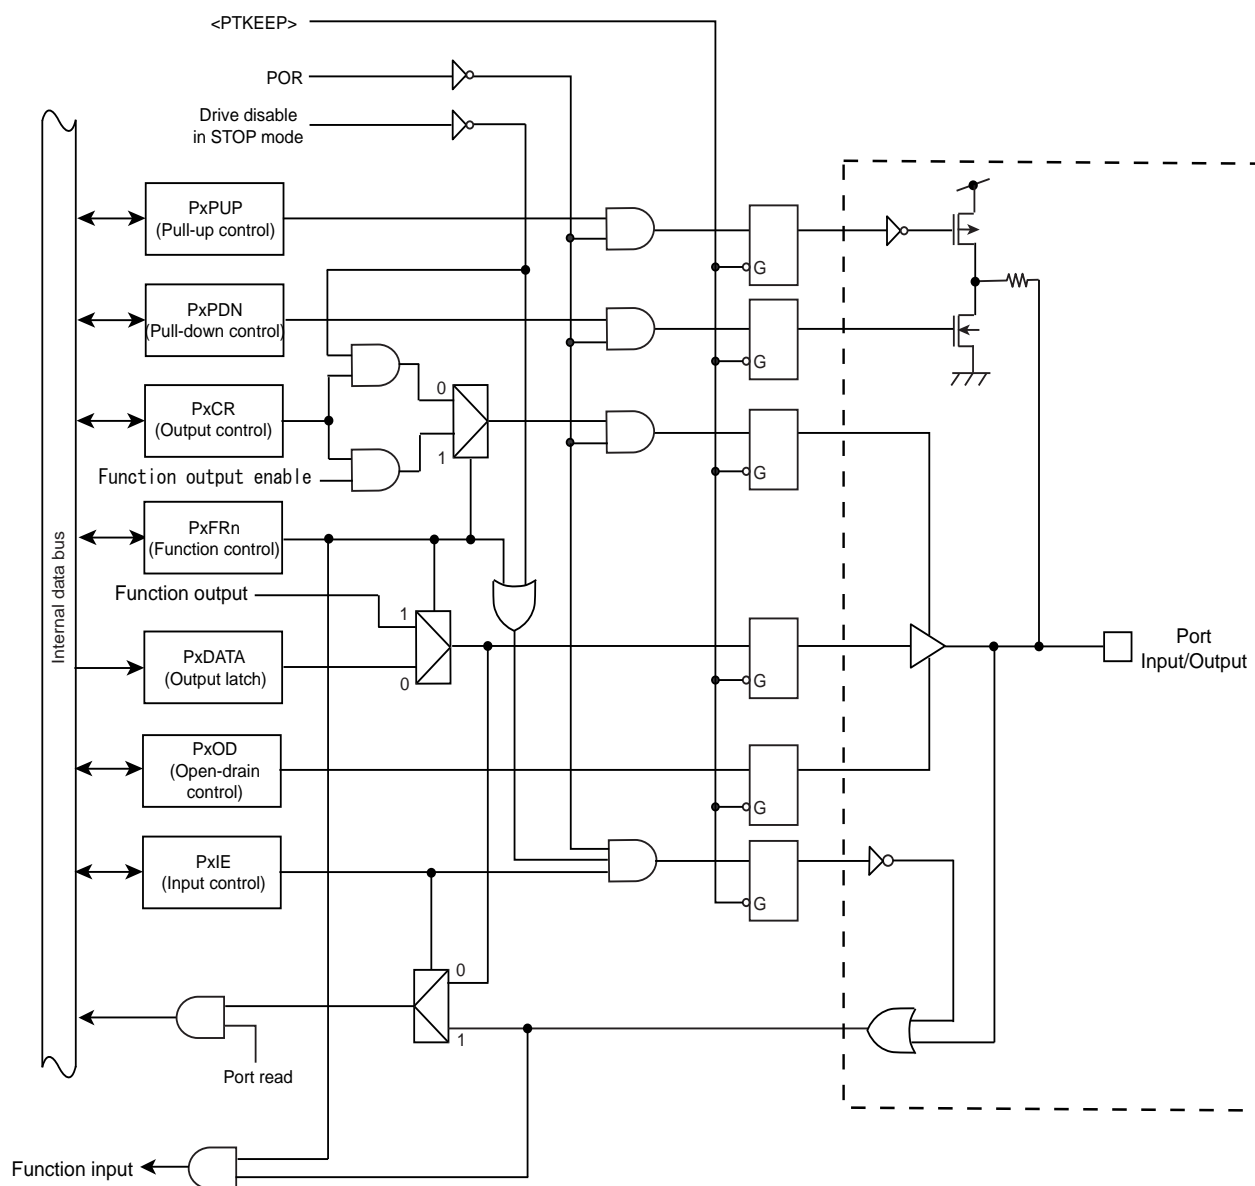 <PTKEEP>
POR
Drive disable
in STOP mode
PxPUP
(Pull-up control)
G
PxPDN
(Pull-down control)
G
PxCR
(Output control)
0
1
G
Function output enable
PxFRn
(Function control)
Internal data bus
Function output
1
0
PxDATA
(Output latch)
G
Port
Input/Output
PxOD
(Open-drain
control)
G
PxIE
(Input control)
G
0
1
Port read
Function input